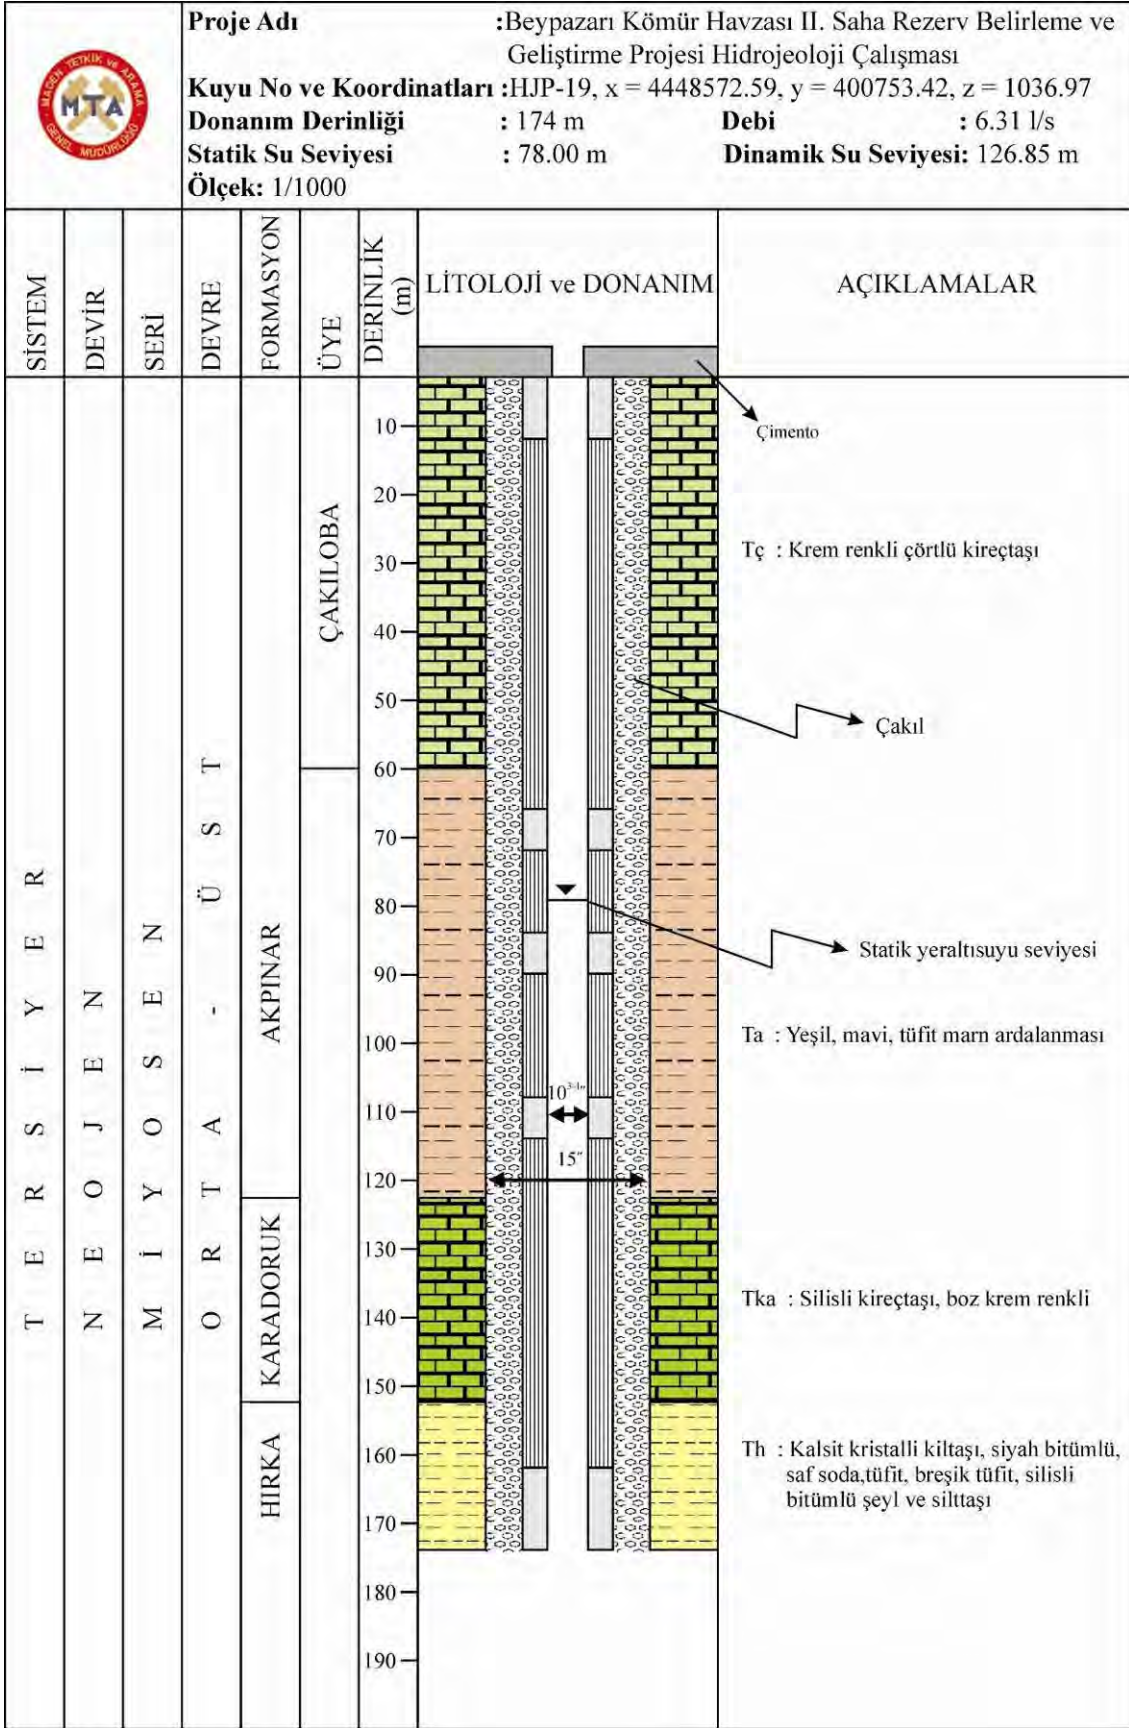 MADEN TETKİK ve ARAMA
MTA
GENEL MÜDÜRLÜĞÜ
Proje Adı :Beypazarı Kömür Havzası II. Saha Rezerv Belirleme ve
Geliştirme Projesi Hidrojeoloji Çalışması
Kuyu No ve Koordinatları :HJP-19, x = 4448572.59, y = 400753.42, z = 1036.97
Donanım Derinliği : 174 m Debi : 6.31 l/s
Statik Su Seviyesi : 78.00 m Dinamik Su Seviyesi: 126.85 m
Ölçek: 1/1000
SİSTEM
DEVİR
SERİ
DEVRE
FORMASYON
ÜYE
DERİNLİK
(m)
LİTOLOJİ ve DONANIM
AÇIKLAMALAR
TERSİYER
NEOJEN
MİYOSEN
ORTA - ÜST
AKPINAR
KARADORUK
HIRKA
ÇAKILOBA
10
20
30
40
50
60
70
80
90
100
110
120
130
140
150
160
170
180
190
15"
Çimento
Tç : Krem renkli çörtlü kireçtaşı
Çakıl
Statik yeraltısuyu seviyesi
Ta : Yeşil, mavi, tüfit marn ardalanması
Tka : Silisli kireçtaşı, boz krem renkli
Th : Kalsit kristalli kiltaşı, siyah bitümlü,
saf soda,tüfit, breşik tüfit, silisli
bitümlü şeyl ve silttaşı